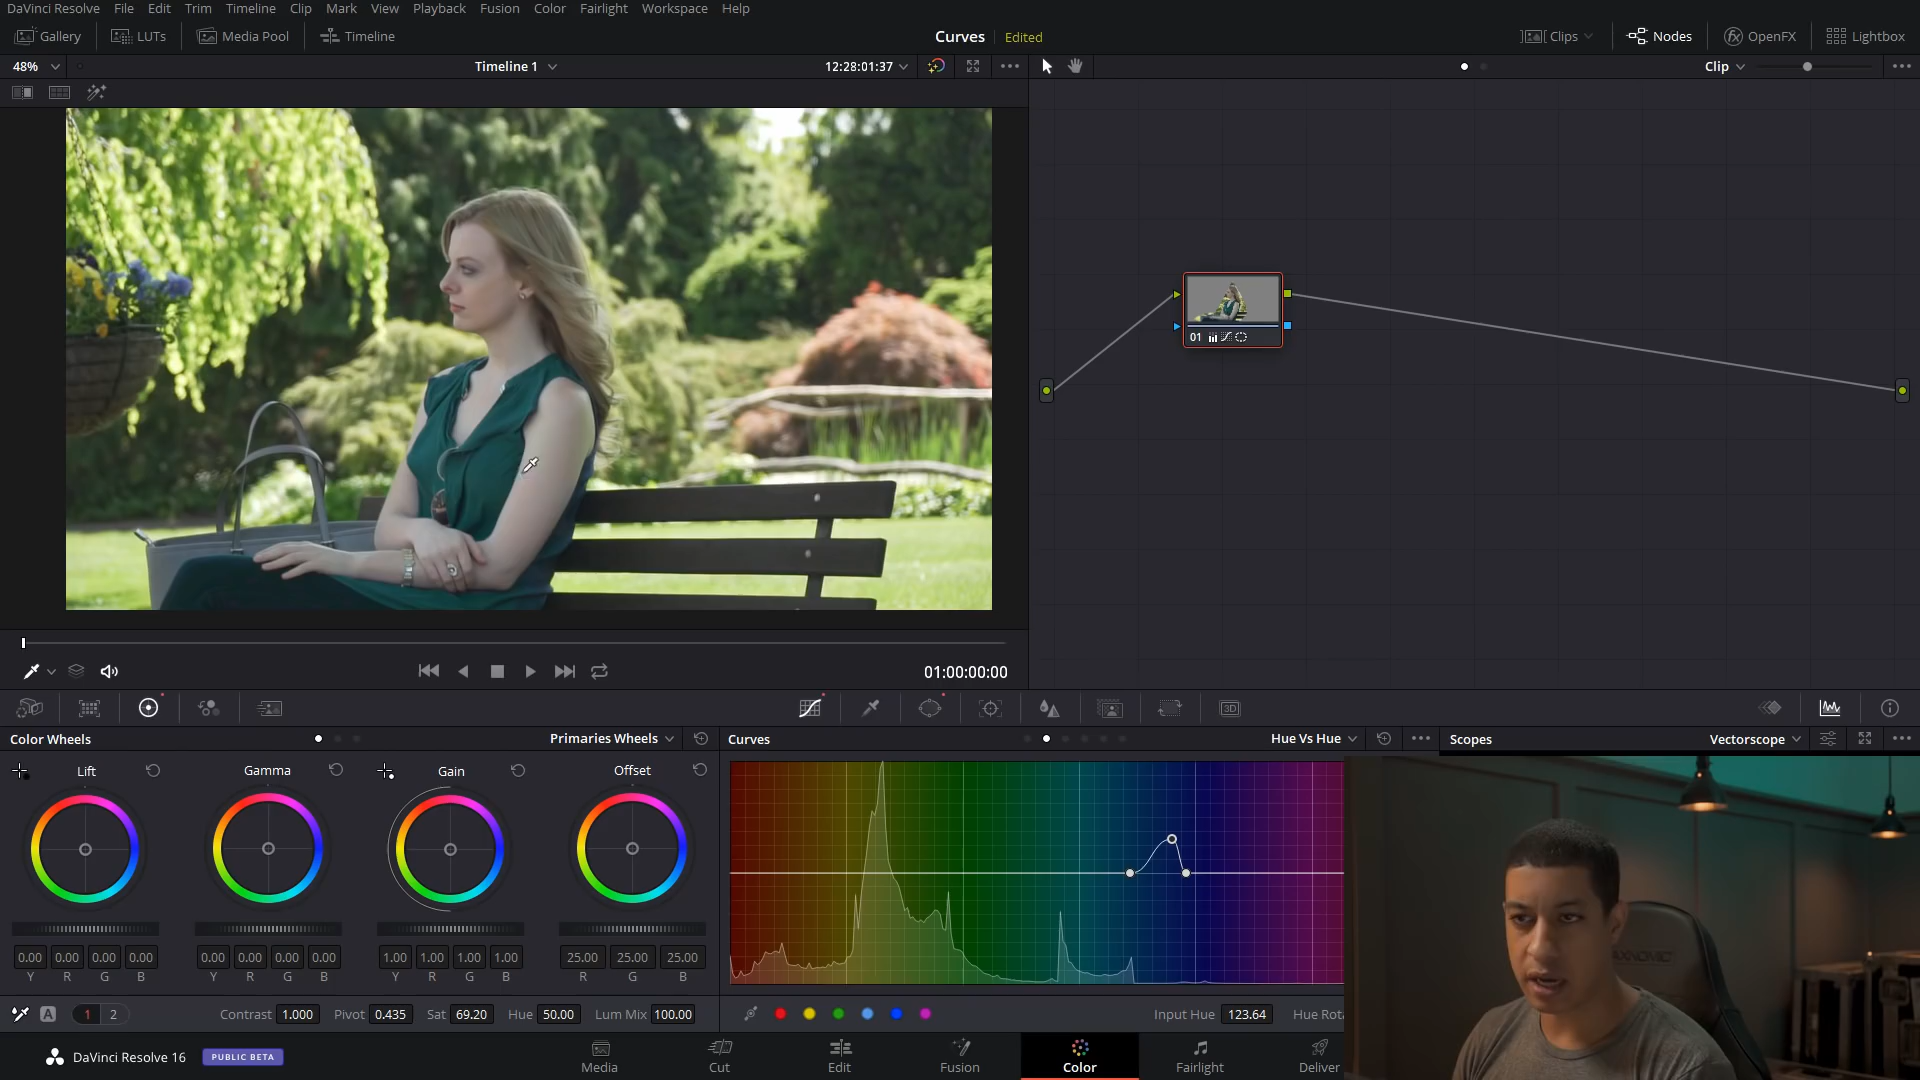 DaVinci Resolve File Edit Trim Timeline Clip Mark View Playback Fusion Color Fairlight Workspace Help
Gallery LUTs Media Pool Timeline Curves Edited Clips Nodes OpenFX Lightbox
48% Timeline 1 12:28:01:37 Clip
01
01:00:00:00
3D
Color Wheels Primaries Wheels Curves Hue Vs Hue Scopes Vectorscope
Lift Gamma Gain Offset
0.00 0.00 0.00 0.00 0.00 0.00 0.00 0.00 1.00 1.00 1.00 1.00 25.00 25.00 25.00
Y R G B Y R G B Y R G B R G B
A 1 2 Contrast 1.000 Pivot 0.435 Sat 69.20 Hue 50.00 Lum Mix 100.00 Input Hue 123.64 Hue Rota
DaVinci Resolve 16 PUBLIC BETA Media Cut Edit Fusion Color Fairlight Deliver